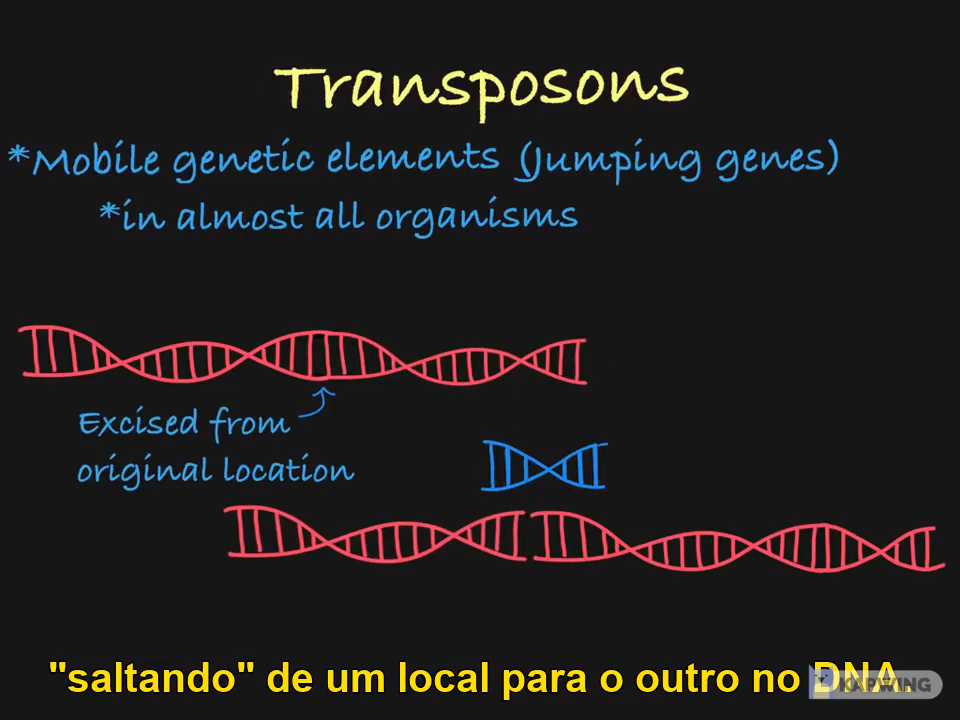 Transposons
*Mobile genetic elements (Jumping genes)
*in almost all organisms
Excised from
original location
"saltando" de um local para o outro no DNA.
KAPWING